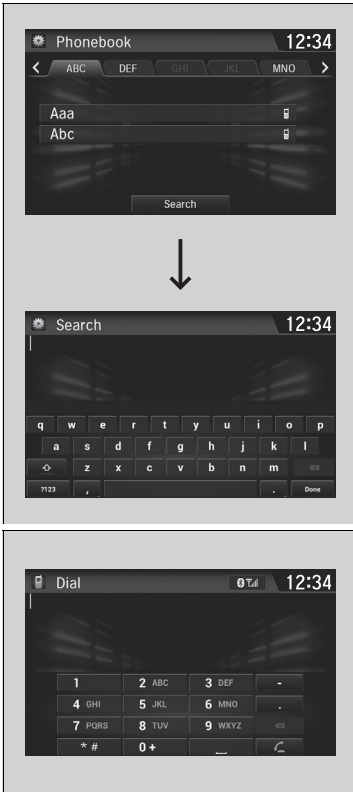 Phonebook 12:34
ABC DEF GHI JKL MNO
Aaa
Abc
Search
Search 12:34
q w e r t y u i o p
a s d f g h j k l
z x c v b n m
?123 , . Done
Dial 12:34
1 2 ABC 3 DEF -
4 GHI 5 JKL 6 MNO .
7 PQRS 8 TUV 9 WXYZ
* # 0 +